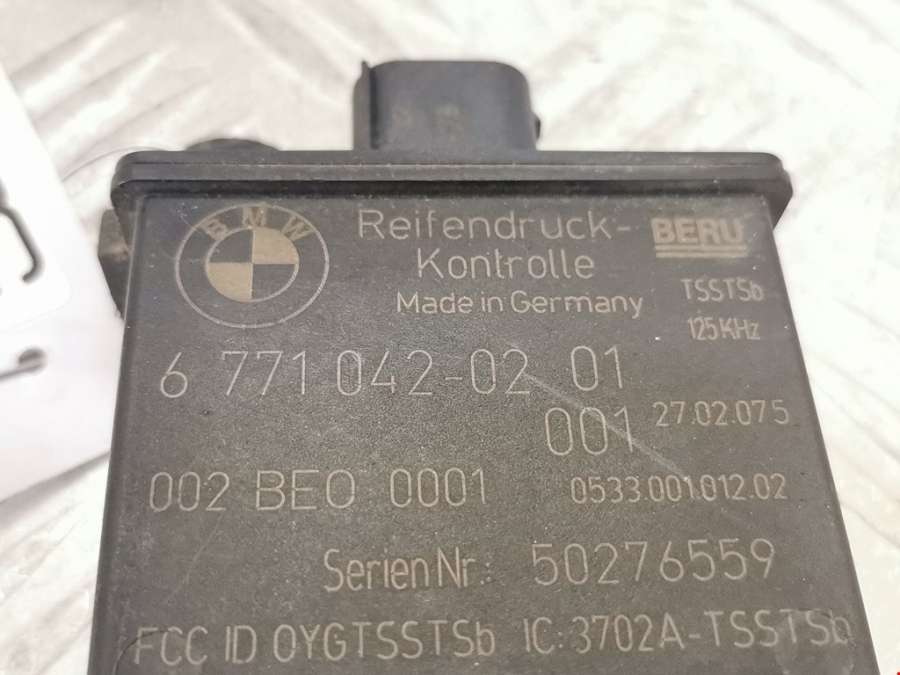 BMW
Reifendruck-
Kontrolle
Made in Germany
BERU
TSSTSb
125KHz
6 771 042-02 01
001 27.02.075
002 BE0 0001 0533.001.012.02
Serien Nr.: 50276559
FCC ID OYGTSSTSb IC: 3702A-TSSTSb